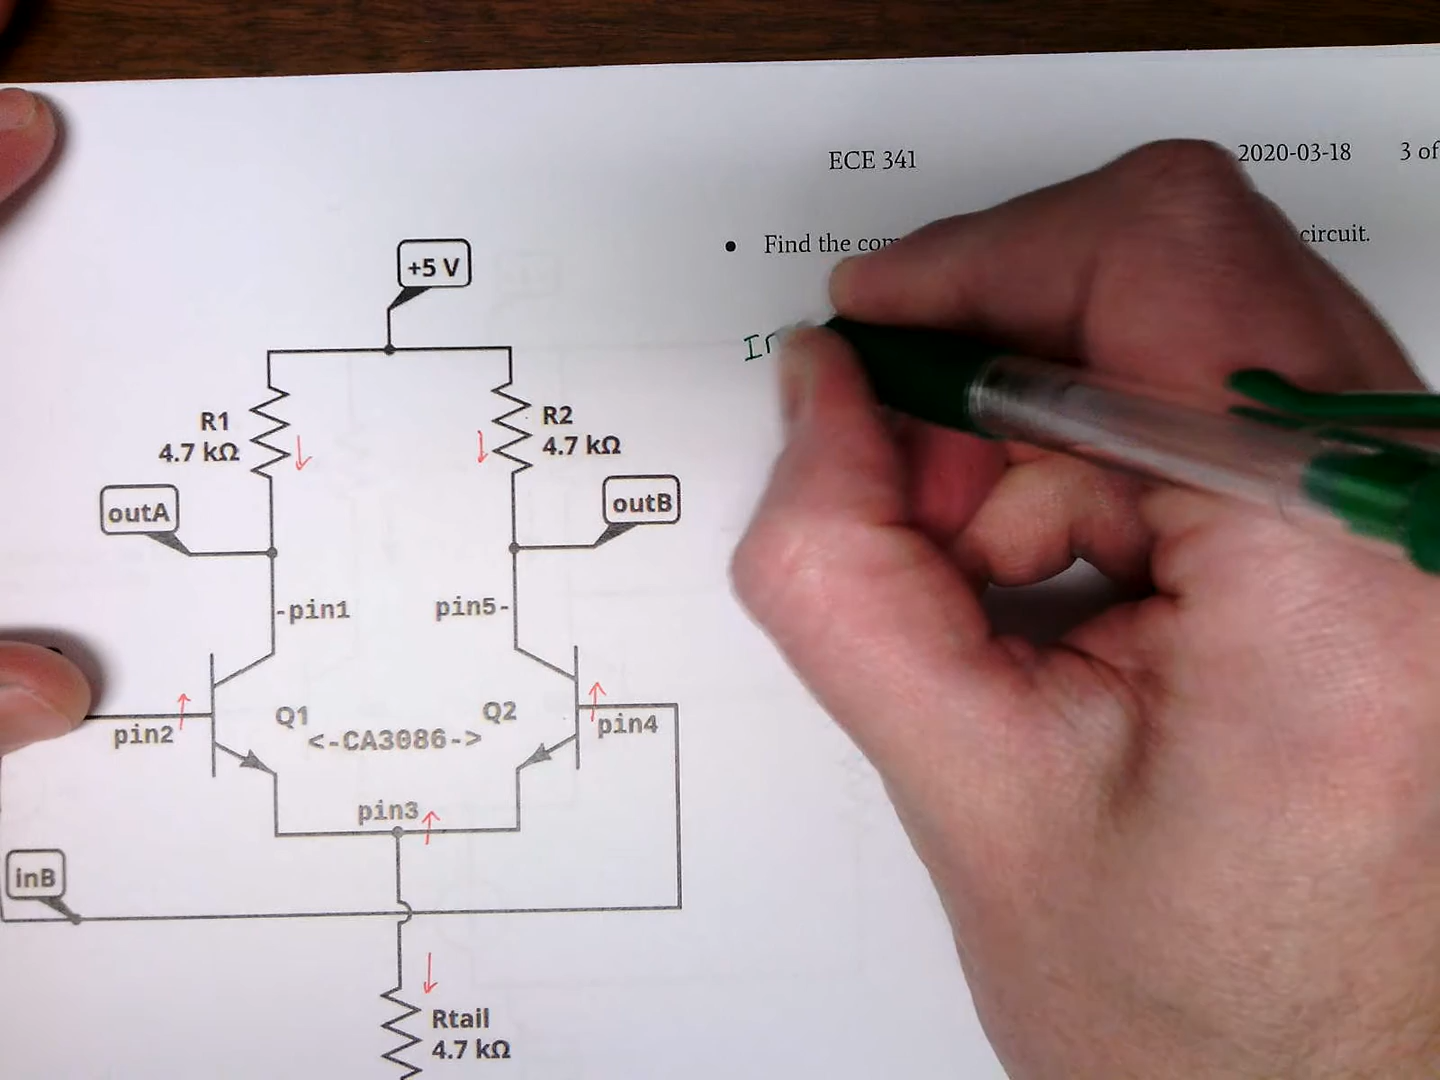 ECE 341 2020-03-18 3 of
• Find the circuit.
+5 V
R1
4.7 kΩ
R2
4.7 kΩ
outA
outB
-pin1
pin5-
pin2
Q1
Q2
<-CA3086->
pin4
pin3
inB
Rtail
4.7 kΩ